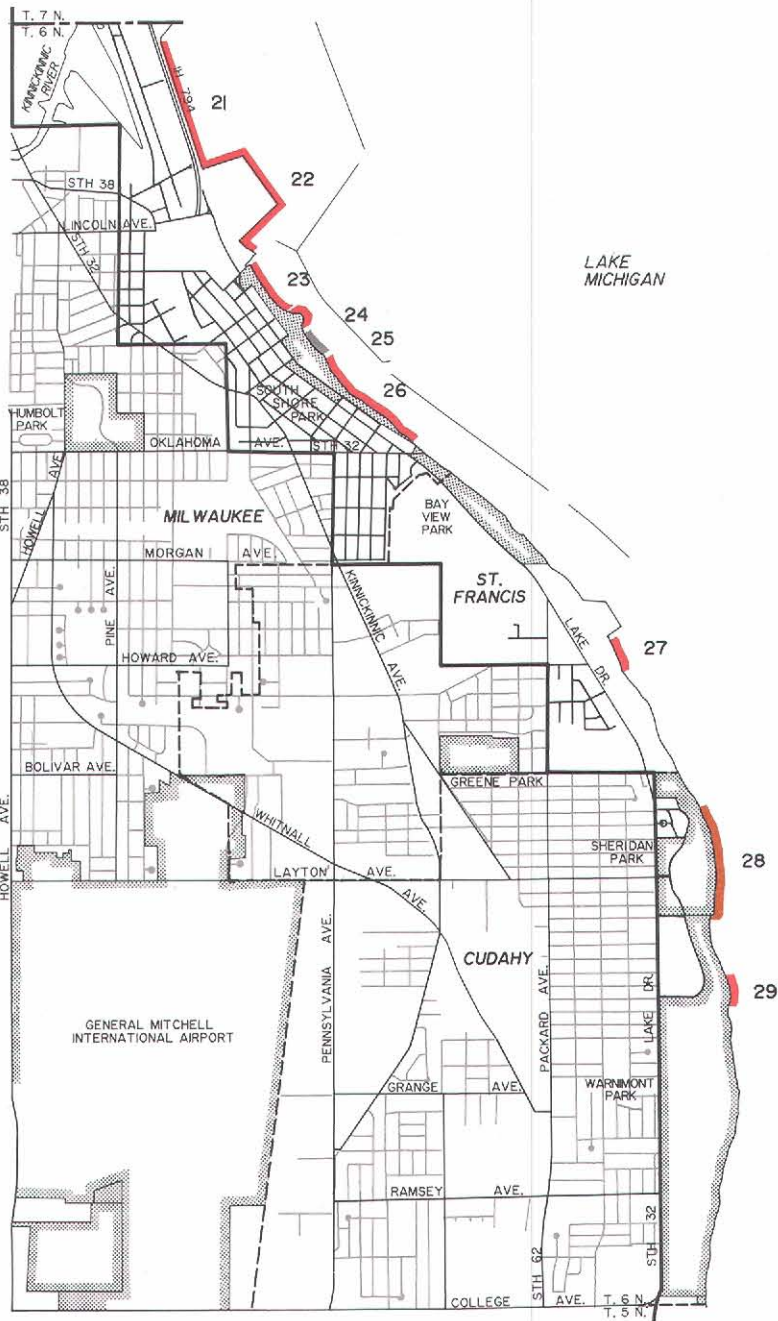 T. 7 N.
T. 6 N.
KINNICKINNIC
RIVER
IH 794
21
22
STH 38
LINCOLN AVE.
STH 32
LAKE
MICHIGAN
23
24
25
26
SOUTH
SHORE
PARK
HUMBOLT
PARK
OKLAHOMA AVE.
STH 32
STH 38
HOWELL AVE
MILWAUKEE
BAY
VIEW
PARK
MORGAN AVE.
PINE AVE.
KINNICKINNIC AVE.
ST.
FRANCIS
LAKE DR.
27
HOWARD AVE.
BOLIVAR AVE.
GREENE PARK
HOWELL AVE.
WHITNALL AVE.
SHERIDAN
PARK
28
LAYTON AVE.
PENNSYLVANIA AVE.
CUDAHY
PACKARD AVE.
LAKE DR.
29
GENERAL MITCHELL
INTERNATIONAL AIRPORT
GRANGE AVE.
WARNIMONT
PARK
RAMSEY AVE.
STH 62
STH 32
COLLEGE AVE.
T. 6 N.
T. 5 N.